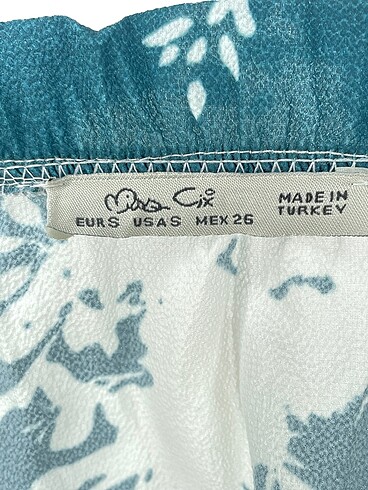 Miss Cix
EUR S USA S MEX 26
MADE IN
TURKEY